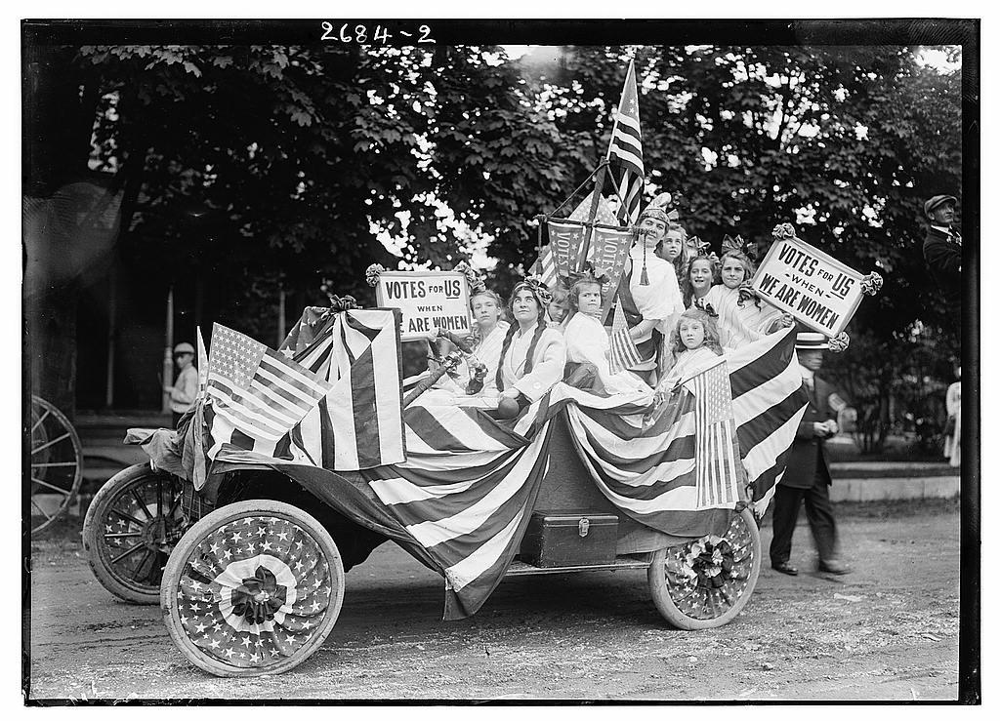 2684-2
VOTES
VOTES
VOTES FOR US
WHEN
WE ARE WOMEN
VOTES FOR US
WHEN
E ARE WOMEN